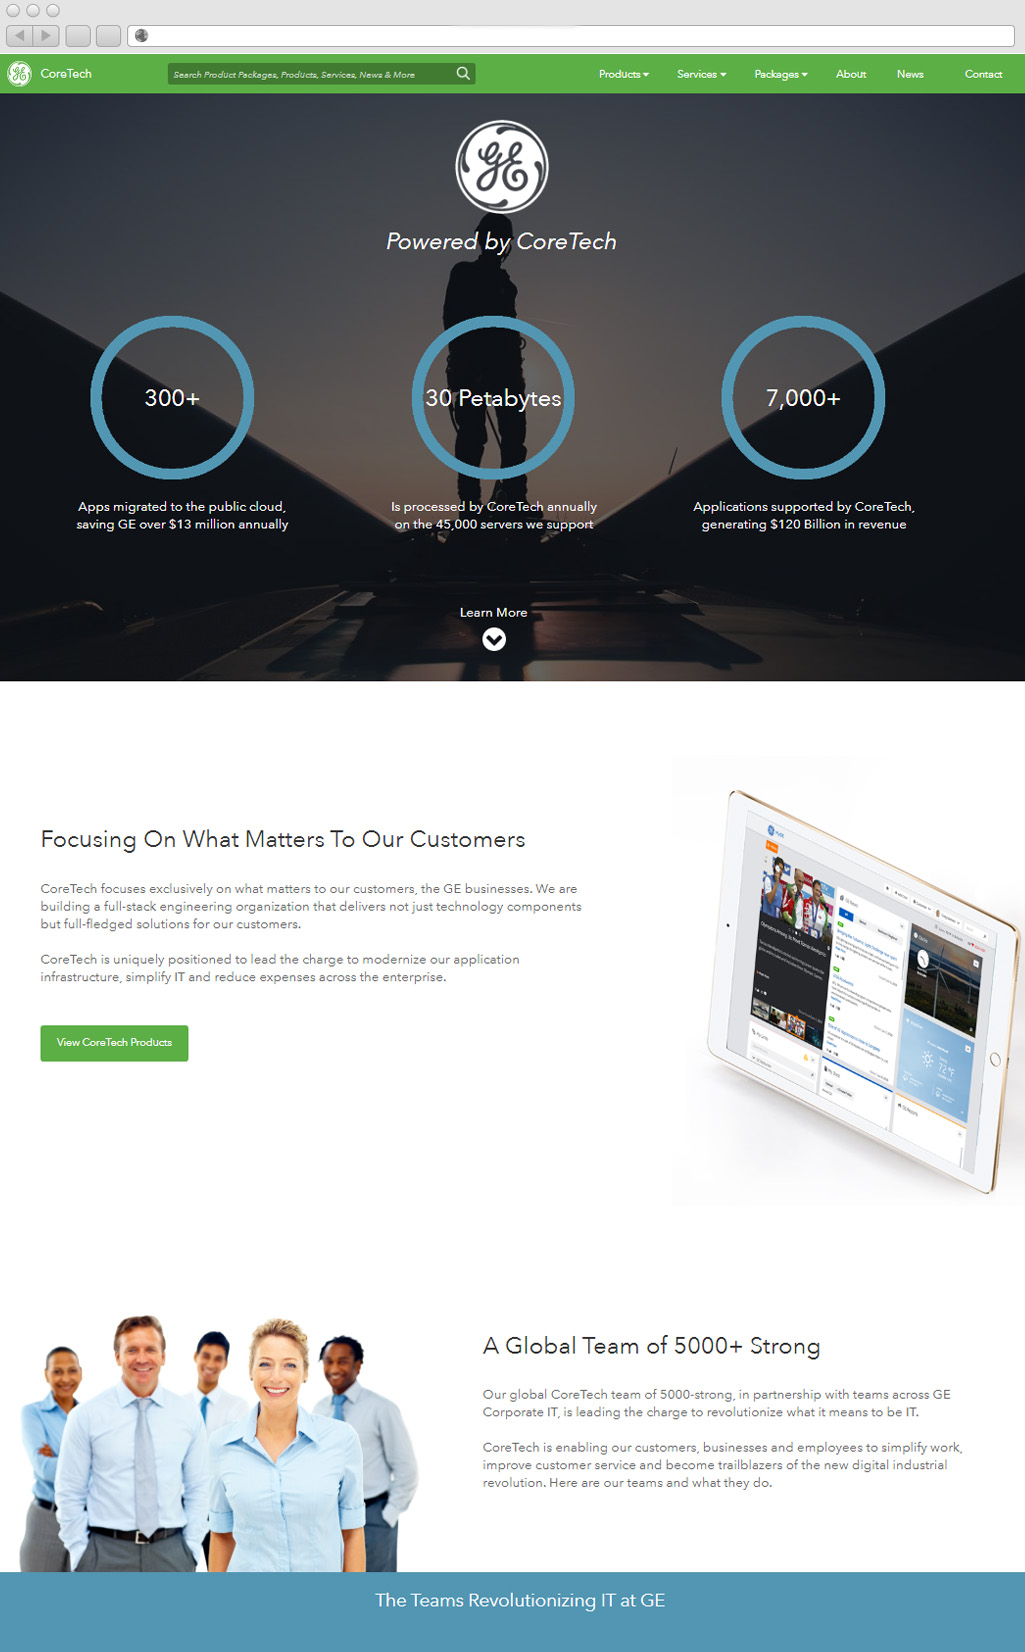 CoreTech
Search Product Packages, Products, Services, News & More
Products
Services
Packages
About
News
Contact
GE
Powered by CoreTech
300+
30 Petabytes
7,000+
Apps migrated to the public cloud,
saving GE over $13 million annually
Is processed by CoreTech annually
on the 45,000 servers we support
Applications supported by CoreTech,
generating $120 Billion in revenue
Learn More
Focusing On What Matters To Our Customers
CoreTech focuses exclusively on what matters to our customers, the GE businesses. We are
building a full-stack engineering organization that delivers not just technology components
but full-fledged solutions for our customers.
CoreTech is uniquely positioned to lead the charge to modernize our application
infrastructure, simplify IT and reduce expenses across the enterprise.
View CoreTech Products
72 °F
A Global Team of 5000+ Strong
Our global CoreTech team of 5000-strong, in partnership with teams across GE
Corporate IT, is leading the charge to revolutionize what it means to be IT.
CoreTech is enabling our customers, businesses and employees to simplify work,
improve customer service and become trailblazers of the new digital industrial
revolution. Here are our teams and what they do.
The Teams Revolutionizing IT at GE